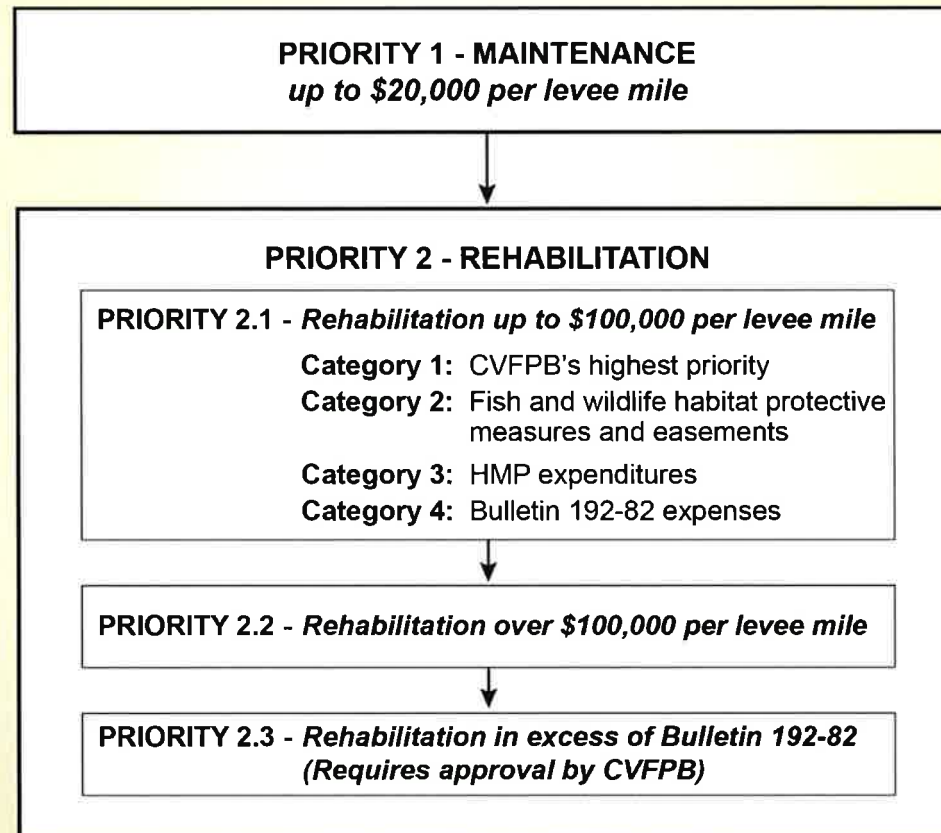 PRIORITY 1 - MAINTENANCE
up to $20,000 per levee mile
PRIORITY 2 - REHABILITATION
PRIORITY 2.1 - Rehabilitation up to $100,000 per levee mile
Category 1: CVFPB's highest priority
Category 2: Fish and wildlife habitat protective
measures and easements
Category 3: HMP expenditures
Category 4: Bulletin 192-82 expenses
PRIORITY 2.2 - Rehabilitation over $100,000 per levee mile
PRIORITY 2.3 - Rehabilitation in excess of Bulletin 192-82
(Requires approval by CVFPB)